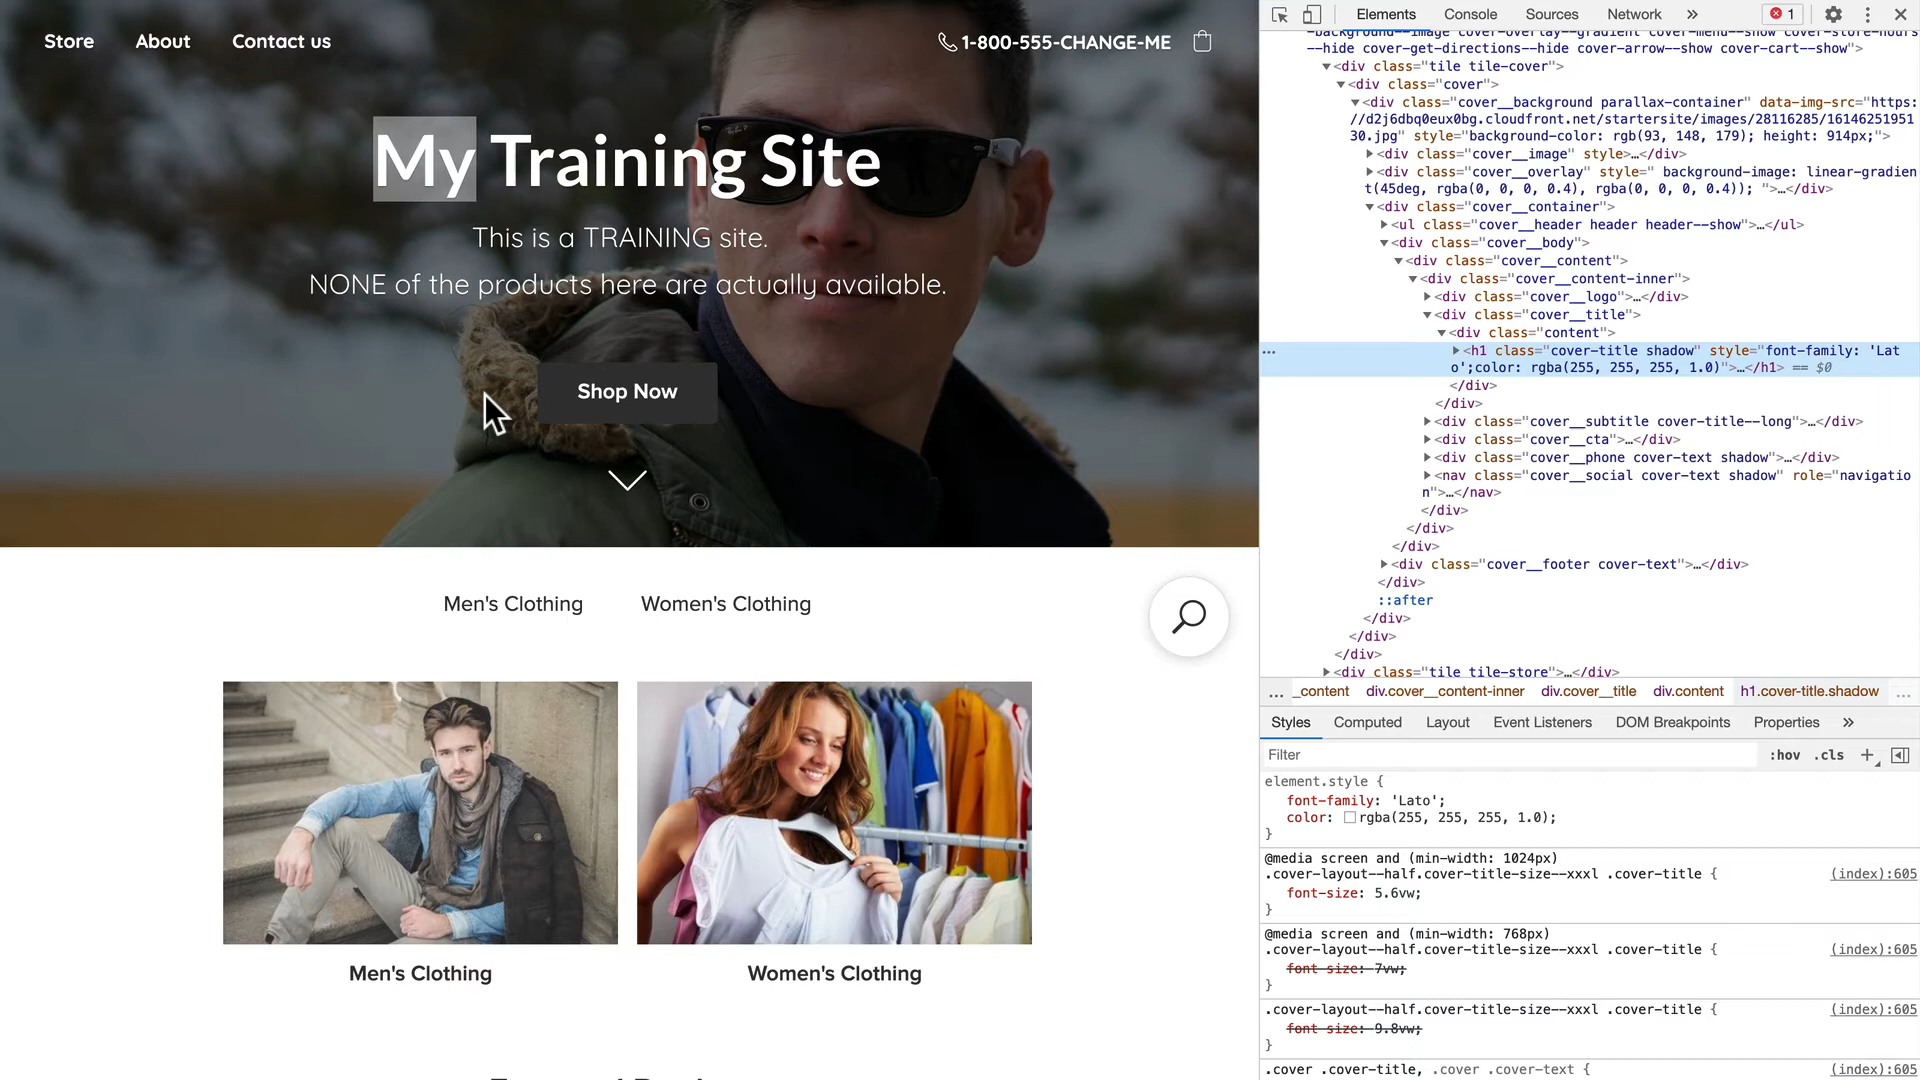 Store About Contact us 1-800-555-CHANGE-ME
My Training Site
This is a TRAINING site.
NONE of the products here are actually available.
Shop Now
Men's Clothing Women's Clothing
Men's Clothing Women's Clothing
Elements Console Sources Network » 1
-background--image cover-overlay--gradient cover-menu--show cover-store-hours
--hide cover-get-directions--hide cover-arrow--show cover-cart--show">
<div class="tile tile-cover">
<div class="cover">
<div class="cover__background parallax-container" data-img-src="https:
//d2j6dbq0eux0bg.cloudfront.net/startersite/images/28116285/16146251951
30.jpg" style="background-color: rgb(93, 148, 179); height: 914px;">
<div class="cover__image" style>…</div>
<div class="cover__overlay" style=" background-image: linear-gradien
t(45deg, rgba(0, 0, 0, 0.4), rgba(0, 0, 0, 0.4)); ">…</div>
<div class="cover__container">
<ul class="cover__header header header--show">…</ul>
<div class="cover__body">
<div class="cover__content">
<div class="cover__content-inner">
<div class="cover__logo">…</div>
<div class="cover__title">
<div class="content">
… <h1 class="cover-title shadow" style="font-family: 'Lat
o';color: rgba(255, 255, 255, 1.0)">…</h1> == $0
</div>
</div>
<div class="cover__subtitle cover-title--long">…</div>
<div class="cover__cta">…</div>
<div class="cover__phone cover-text shadow">…</div>
<nav class="cover__social cover-text shadow" role="navigatio
n">…</nav>
</div>
</div>
</div>
<div class="cover__footer cover-text">…</div>
</div>
::after
</div>
</div>
</div>
<div class="tile tile-store">…</div>
… _content div.cover__content-inner div.cover__title div.content h1.cover-title.shadow …
Styles Computed Layout Event Listeners DOM Breakpoints Properties »
Filter :hov .cls +
element.style {
font-family: 'Lato';
color: rgba(255, 255, 255, 1.0);
}
@media screen and (min-width: 1024px)
.cover-layout--half.cover-title-size--xxxl .cover-title { (index):605
font-size: 5.6vw;
}
@media screen and (min-width: 768px)
.cover-layout--half.cover-title-size--xxxl .cover-title { (index):605
font-size: 7vw;
}
.cover-layout--half.cover-title-size--xxxl .cover-title { (index):605
font-size: 9.8vw;
}
.cover .cover-title, .cover .cover-text { (index):605